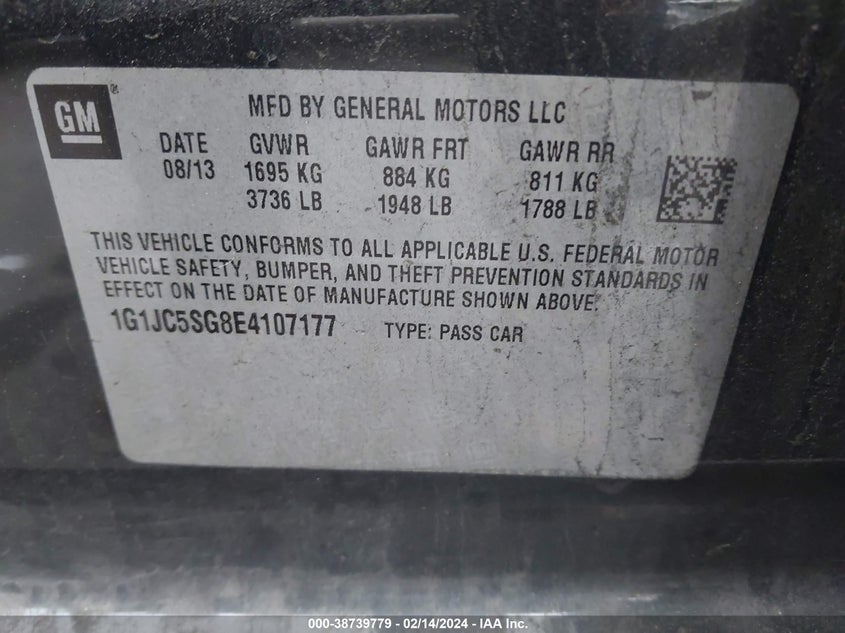 GM®
MFD BY GENERAL MOTORS LLC
DATE GVWR GAWR FRT GAWR RR
08/13 1695 KG 884 KG 811 KG
3736 LB 1948 LB 1788 LB
THIS VEHICLE CONFORMS TO ALL APPLICABLE U.S. FEDERAL MOTOR
VEHICLE SAFETY, BUMPER, AND THEFT PREVENTION STANDARDS IN
EFFECT ON THE DATE OF MANUFACTURE SHOWN ABOVE.
1G1JC5SG8E4107177 TYPE: PASS CAR
000-38739779 - 02/14/2024 - IAA Inc.